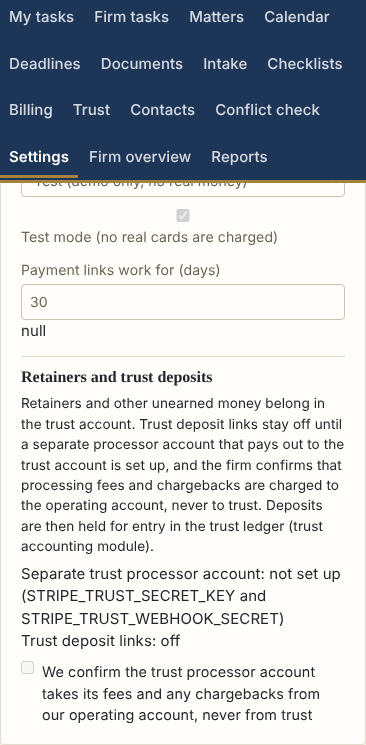 My tasks Firm tasks Matters Calendar
Deadlines Documents Intake Checklists
Billing Trust Contacts Conflict check
Settings Firm overview Reports
Test (demo only, no real money)
Test mode (no real cards are charged)
Payment links work for (days)
30
null
Retainers and trust deposits
Retainers and other unearned money belong in
the trust account. Trust deposit links stay off until
a separate processor account that pays out to the
trust account is set up, and the firm confirms that
processing fees and chargebacks are charged to
the operating account, never to trust. Deposits
are then held for entry in the trust ledger (trust
accounting module).
Separate trust processor account: not set up
(STRIPE_TRUST_SECRET_KEY and
STRIPE_TRUST_WEBHOOK_SECRET)
Trust deposit links: off
We confirm the trust processor account
takes its fees and any chargebacks from
our operating account, never from trust